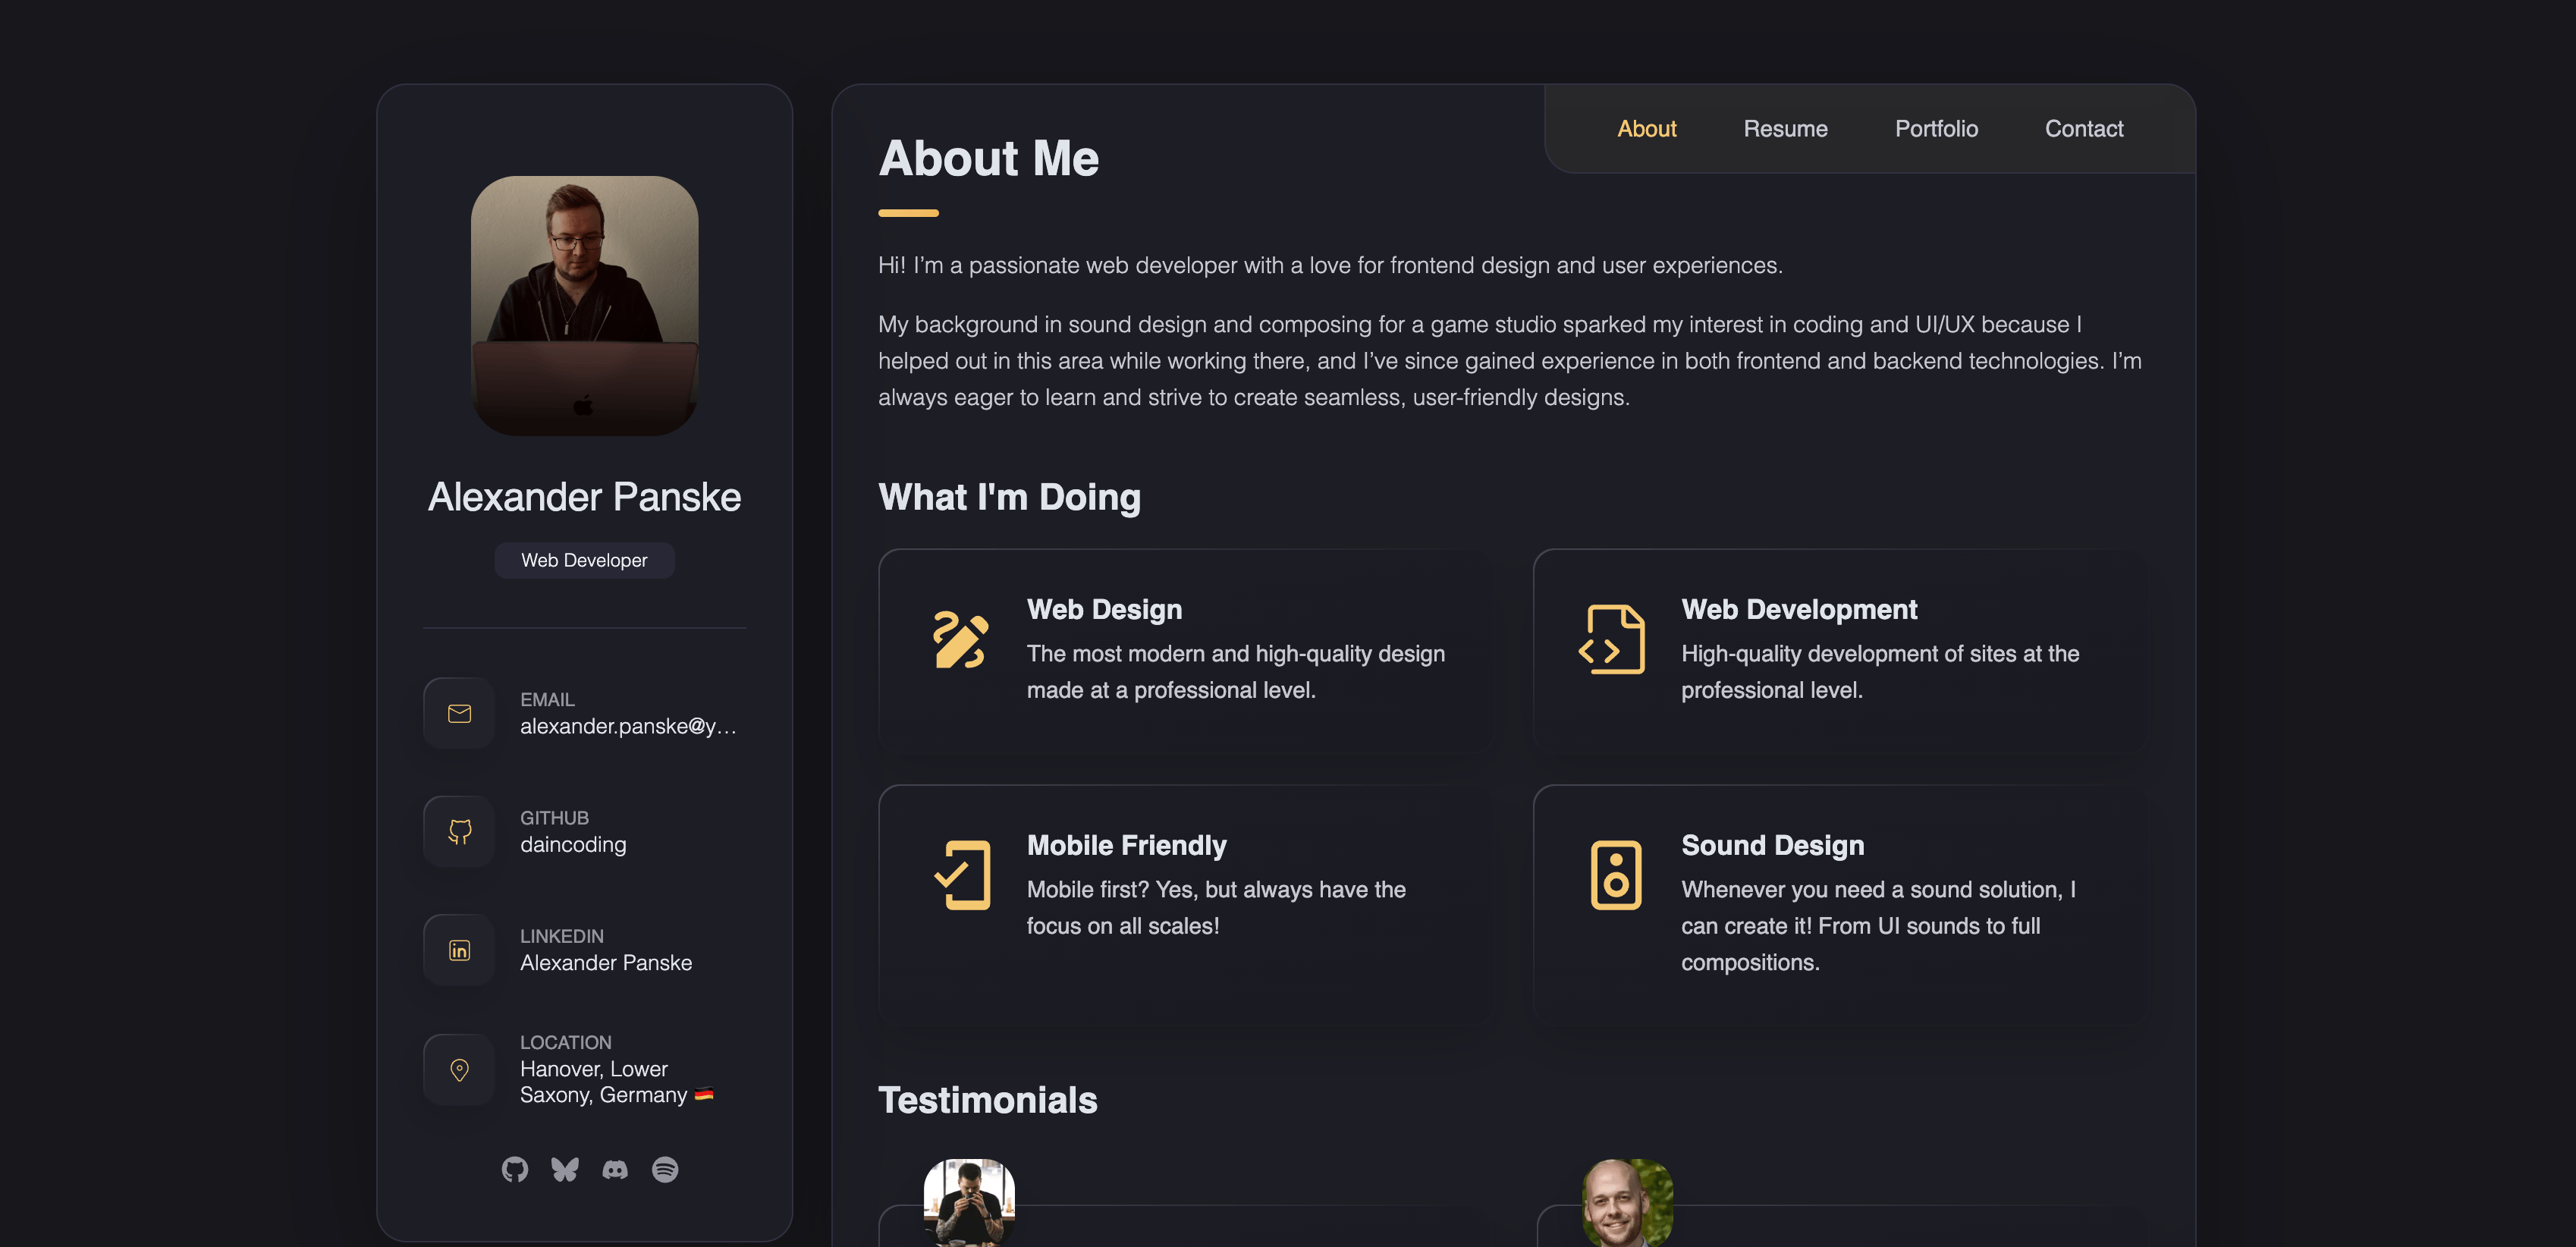 Alexander Panske
Web Developer
EMAIL
alexander.panske@y...
GITHUB
daincoding
LINKEDIN
Alexander Panske
LOCATION
Hanover, Lower
Saxony, Germany 🇩🇪
About
Resume
Portfolio
Contact
About Me
Hi! I’m a passionate web developer with a love for frontend design and user experiences.
My background in sound design and composing for a game studio sparked my interest in coding and UI/UX because I
helped out in this area while working there, and I’ve since gained experience in both frontend and backend technologies. I’m
always eager to learn and strive to create seamless, user-friendly designs.
What I'm Doing
Web Design
The most modern and high-quality design
made at a professional level.
Web Development
High-quality development of sites at the
professional level.
Mobile Friendly
Mobile first? Yes, but always have the
focus on all scales!
Sound Design
Whenever you need a sound solution, I
can create it! From UI sounds to full
compositions.
Testimonials